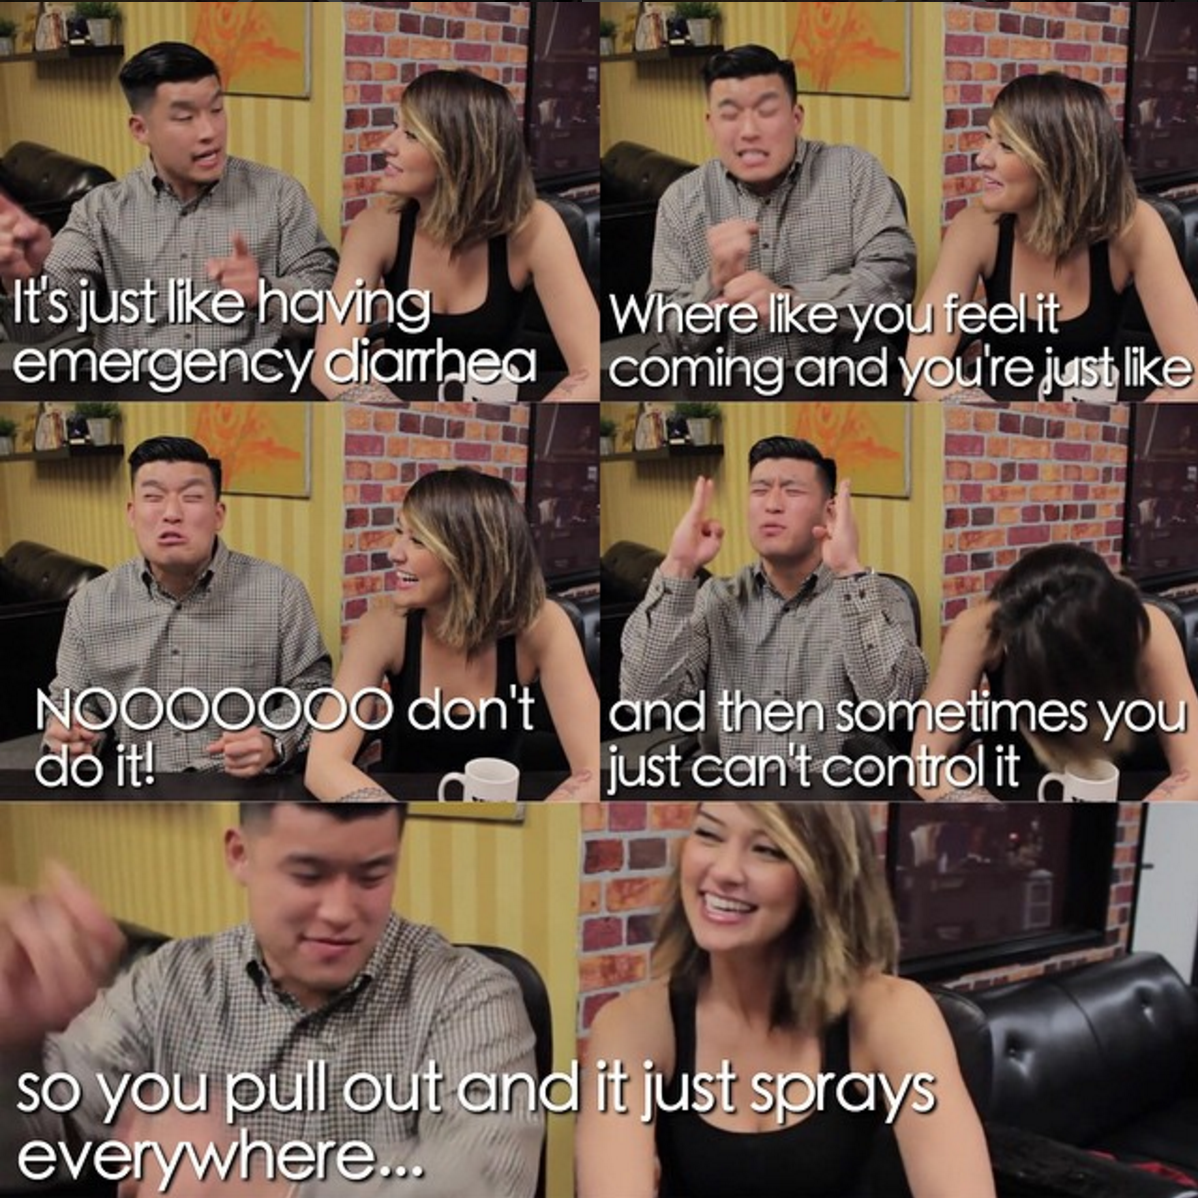 It's just like having
emergency diarrhea
Where like you feel it
coming and you're just like
NOOOOOOOO don't
do it!
and then sometimes you
just can't control it
so you pull out and it just sprays
everywhere...